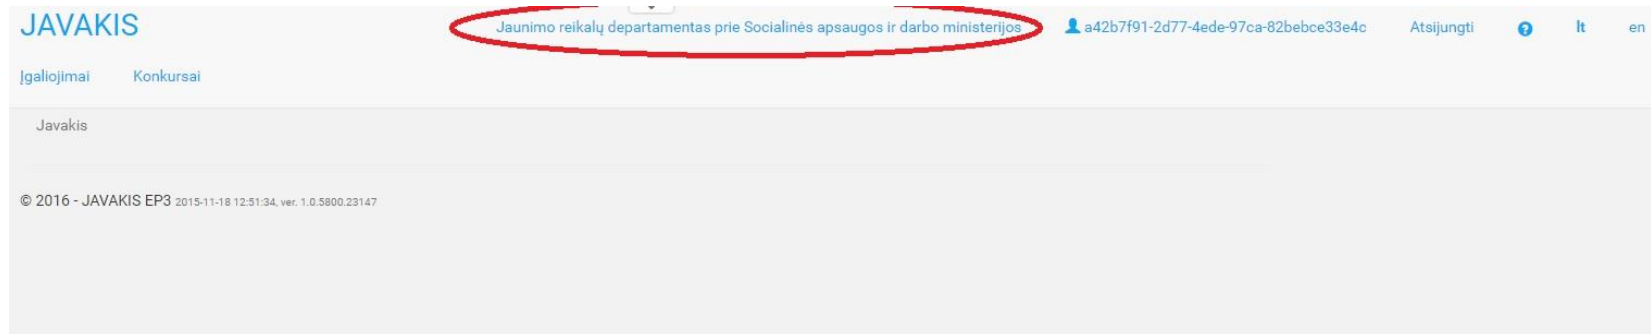 JAVAKIS Jaunimo reikalų departamentas prie Socialinės apsaugos ir darbo ministerijos a42b7f91-2d77-4ede-97ca-82bebce33e4c Atsijungti ? lt en
Įgaliojimai Konkursai
Javakis
© 2016 - JAVAKIS EP3 2015-11-18 12:51:34, ver. 1.0.5800.23147